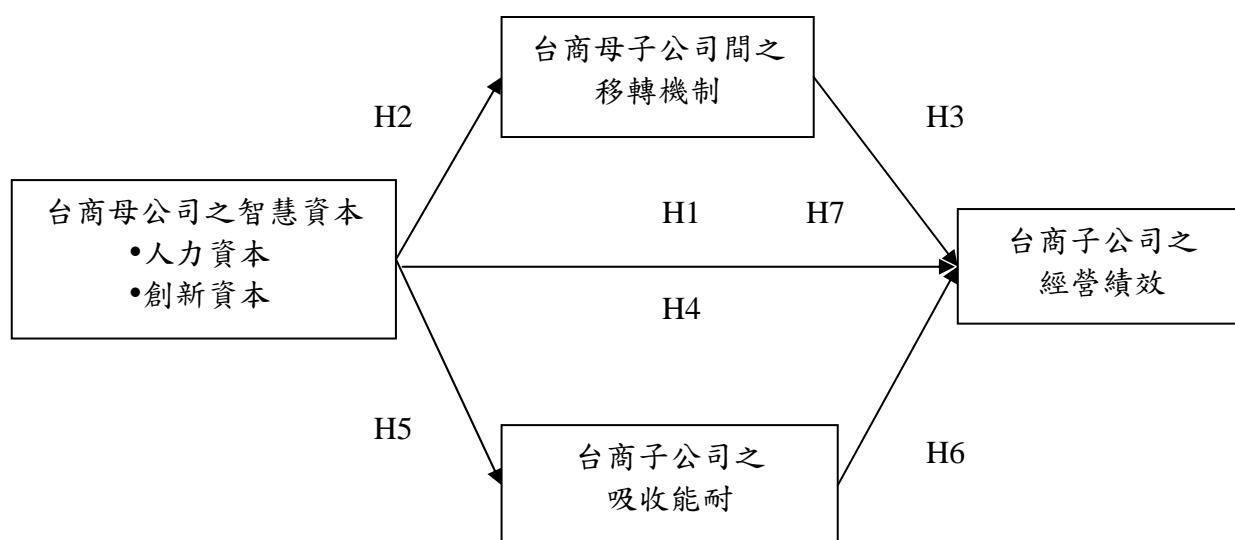 台商母子公司間之
移轉機制
H2
H3
台商母公司之智慧資本
•人力資本
•創新資本
H1
H7
台商子公司之
經營績效
H4
H5
台商子公司之
吸收能耐
H6